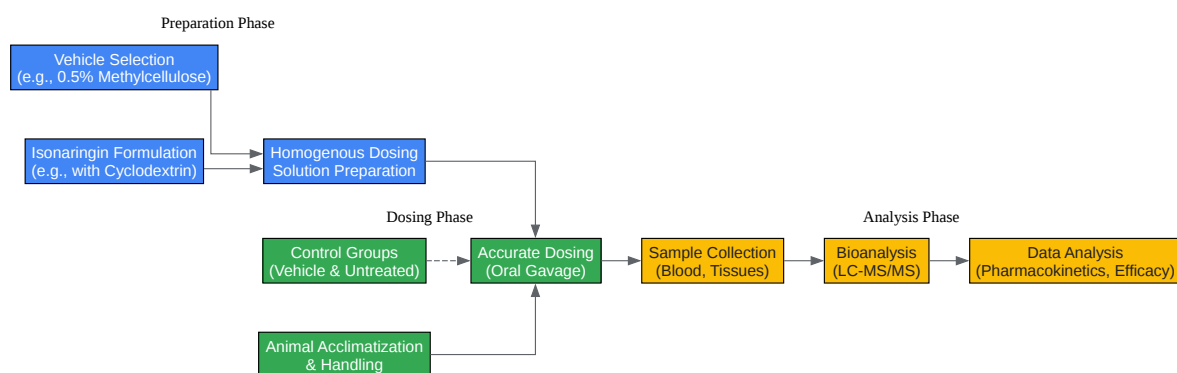 Preparation Phase
Vehicle Selection
(e.g., 0.5% Methylcellulose)
Isonaringin Formulation
(e.g., with Cyclodextrin)
Homogenous Dosing
Solution Preparation
Dosing Phase
Control Groups
(Vehicle & Untreated)
Accurate Dosing
(Oral Gavage)
Animal Acclimatization
& Handling
Analysis Phase
Sample Collection
(Blood, Tissues)
Bioanalysis
(LC-MS/MS)
Data Analysis
(Pharmacokinetics, Efficacy)